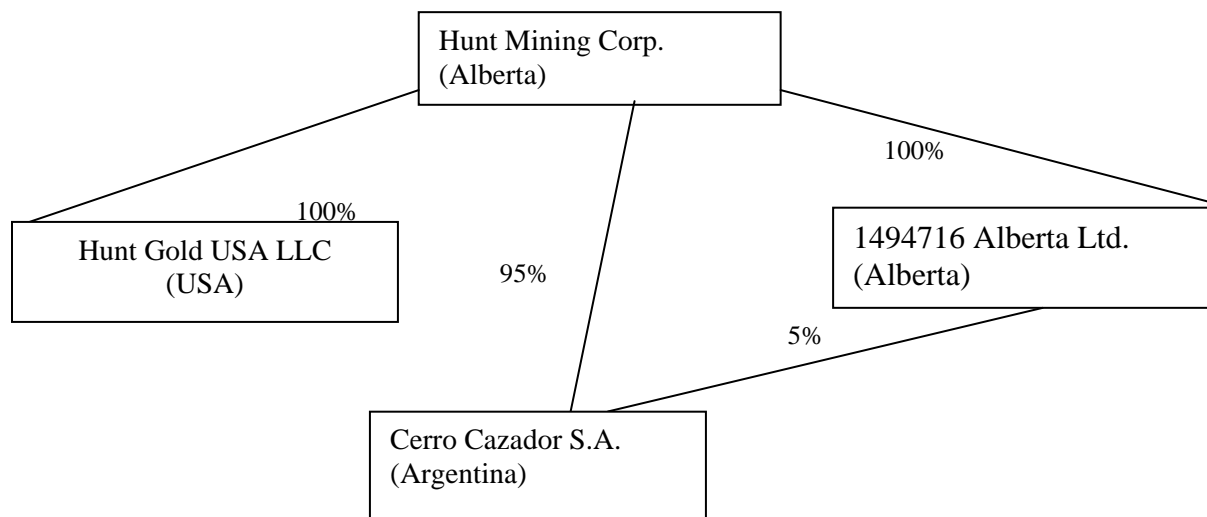 Hunt Mining Corp.
(Alberta)
100%
100%
Hunt Gold USA LLC
(USA)
1494716 Alberta Ltd.
(Alberta)
95%
5%
Cerro Cazador S.A.
(Argentina)